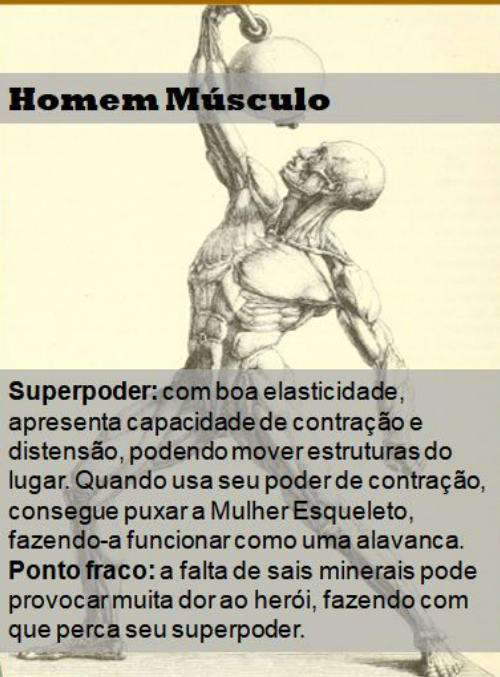 Homem Músculo
Superpoder: com boa elasticidade,
apresenta capacidade de contração e
distensão, podendo mover estruturas do
lugar. Quando usa seu poder de contração,
consegue puxar a Mulher Esqueleto,
fazendo-a funcionar como uma alavanca.
Ponto fraco: a falta de sais minerais pode
provocar muita dor ao herói, fazendo com
que perca seu superpoder.